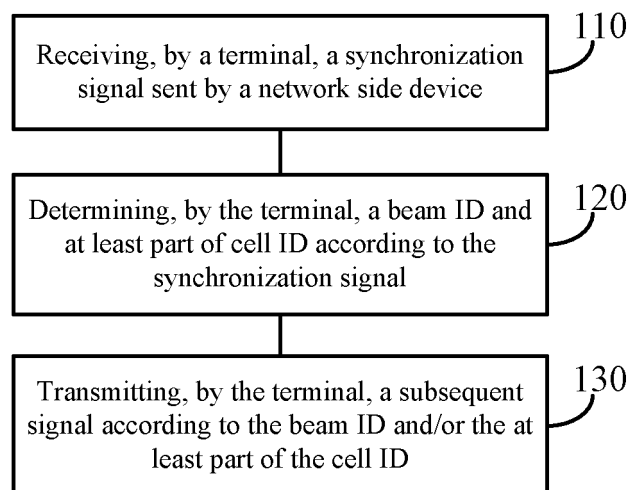 110
Receiving, by a terminal, a synchronization
signal sent by a network side device
120
Determining, by the terminal, a beam ID and
at least part of cell ID according to the
synchronization signal
130
Transmitting, by the terminal, a subsequent
signal according to the beam ID and/or the at
least part of the cell ID